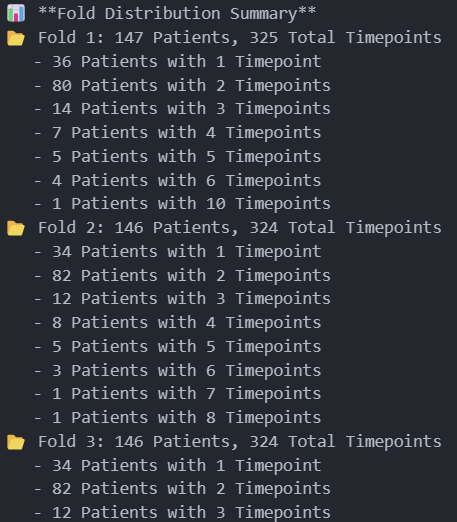 📊 **Fold Distribution Summary**
📂 Fold 1: 147 Patients, 325 Total Timepoints
- 36 Patients with 1 Timepoint
- 80 Patients with 2 Timepoints
- 14 Patients with 3 Timepoints
- 7 Patients with 4 Timepoints
- 5 Patients with 5 Timepoints
- 4 Patients with 6 Timepoints
- 1 Patients with 10 Timepoints
📂 Fold 2: 146 Patients, 324 Total Timepoints
- 34 Patients with 1 Timepoint
- 82 Patients with 2 Timepoints
- 12 Patients with 3 Timepoints
- 8 Patients with 4 Timepoints
- 5 Patients with 5 Timepoints
- 3 Patients with 6 Timepoints
- 1 Patients with 7 Timepoints
- 1 Patients with 8 Timepoints
📂 Fold 3: 146 Patients, 324 Total Timepoints
- 34 Patients with 1 Timepoint
- 82 Patients with 2 Timepoints
- 12 Patients with 3 Timepoints